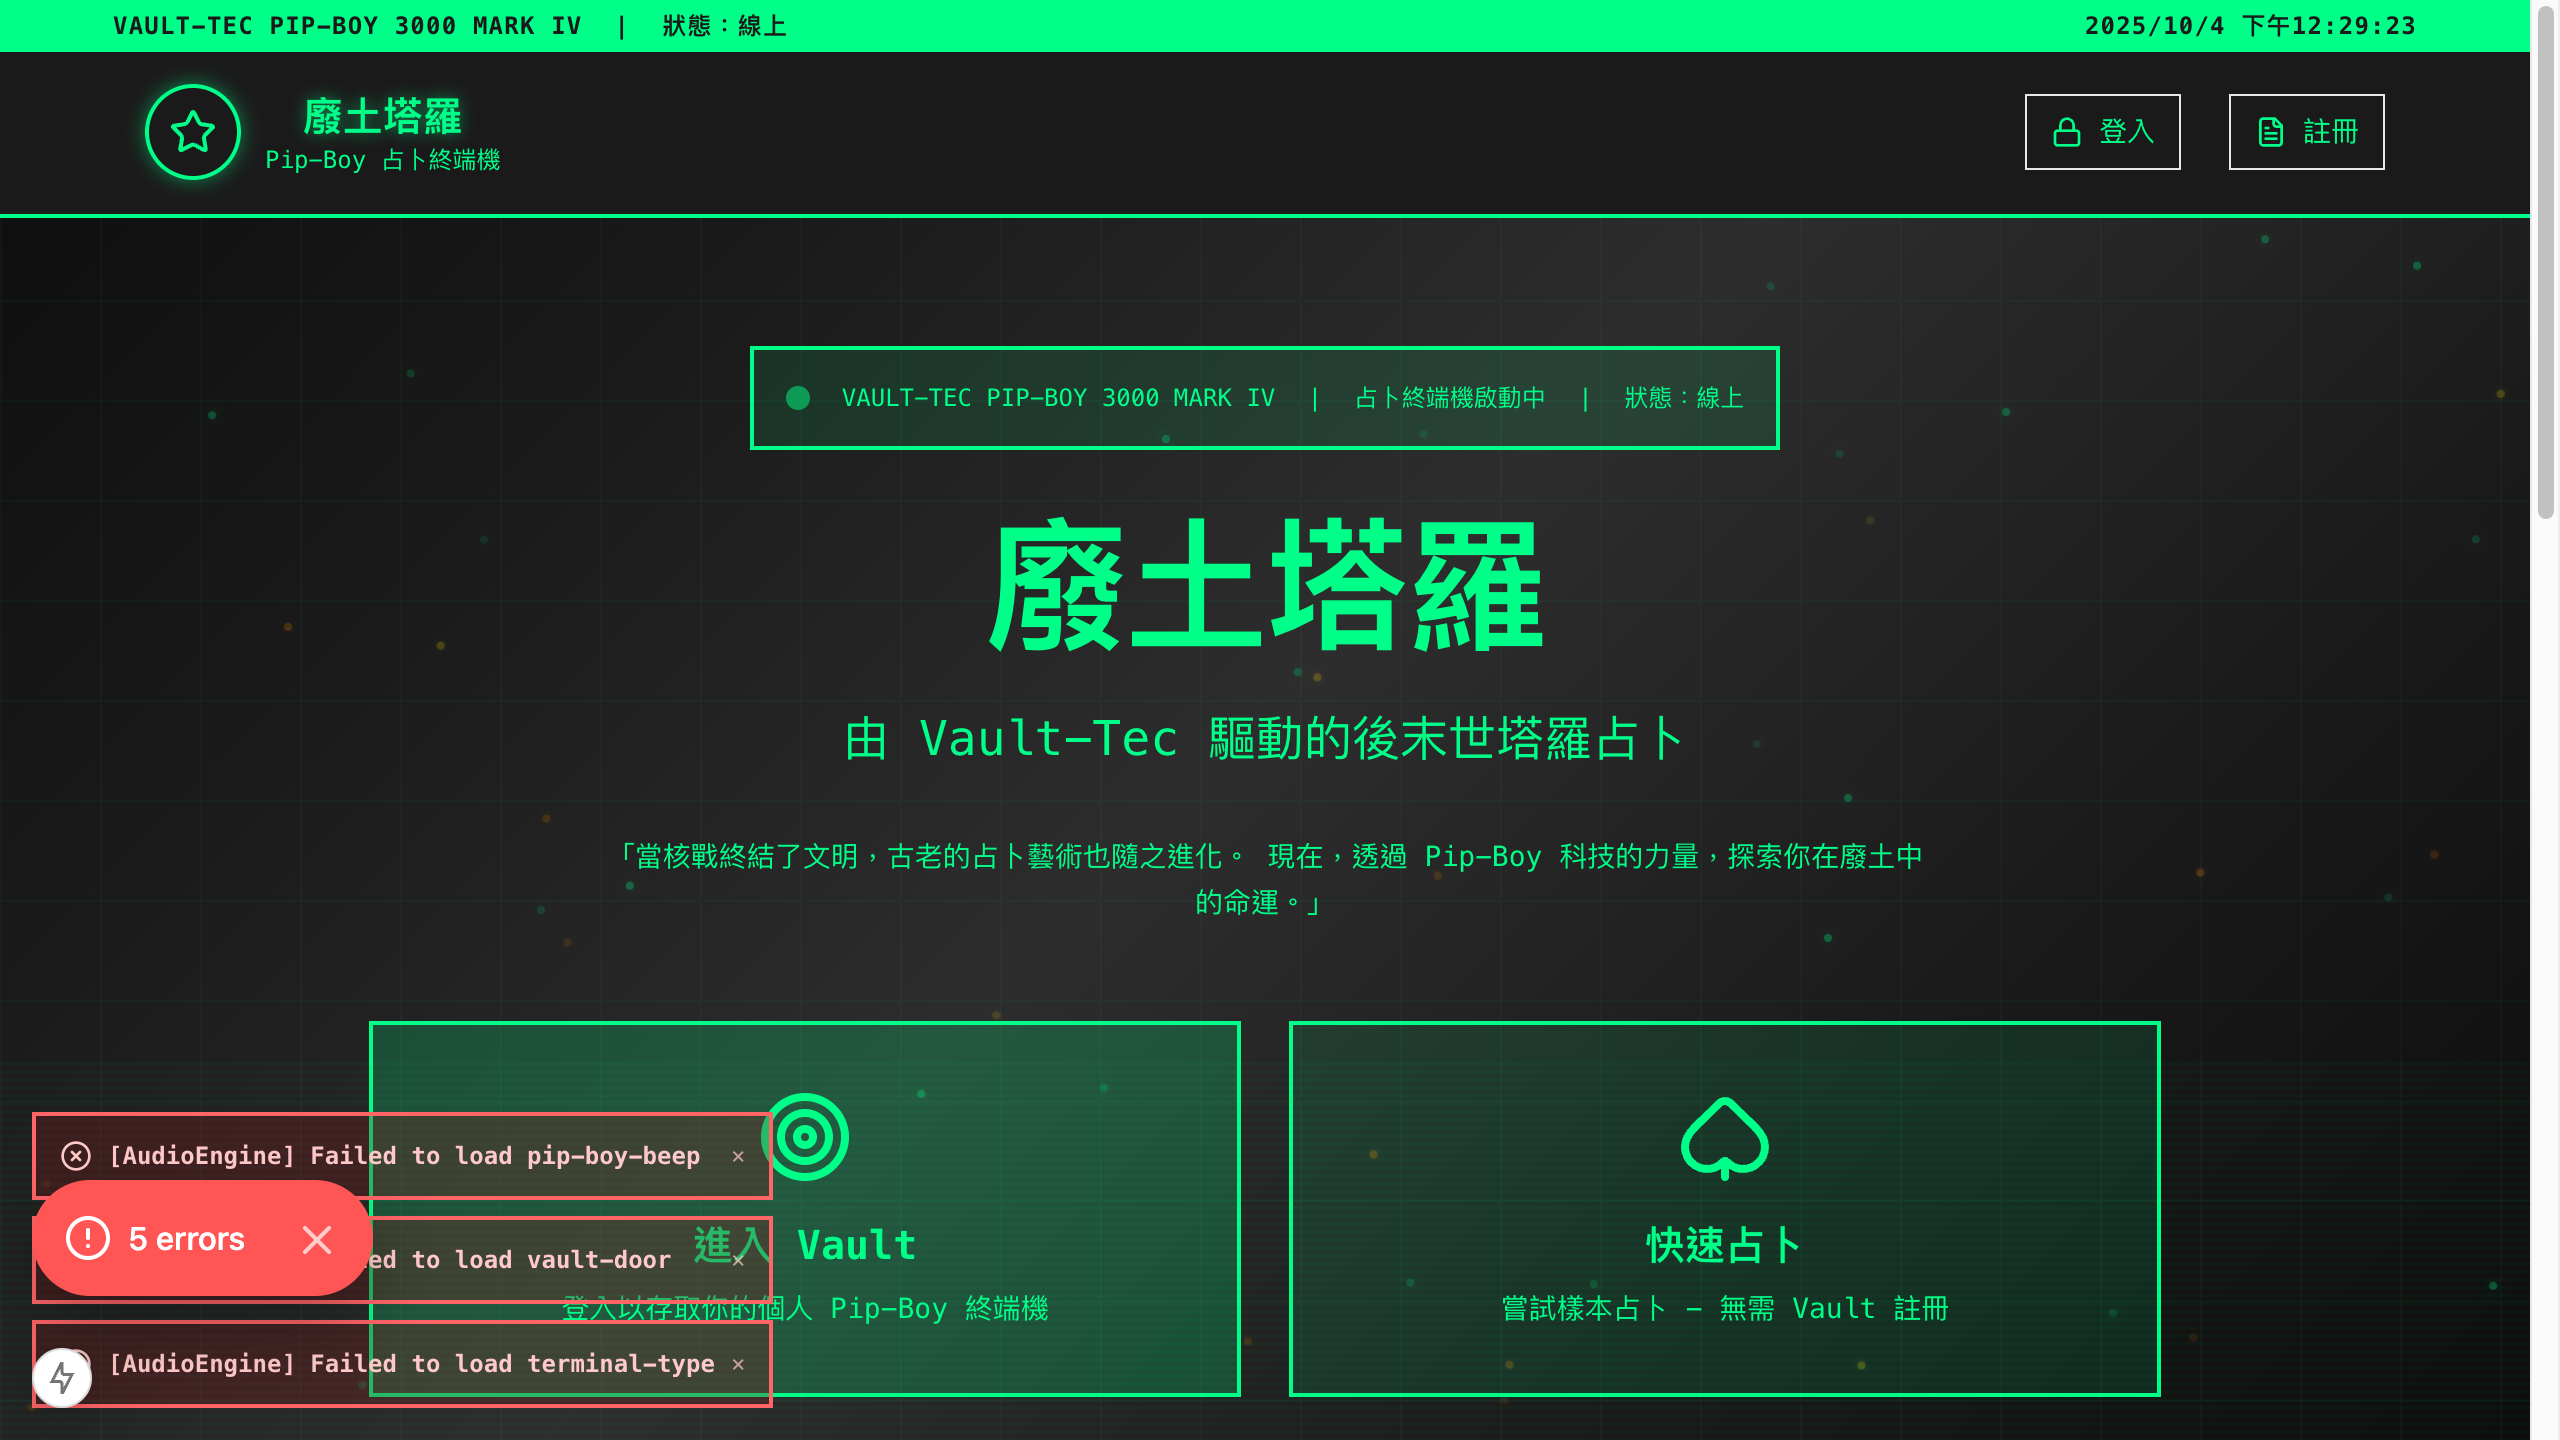 VAULT-TEC PIP-BOY 3000 MARK IV | 狀態：線上
2025/10/4 下午12:29:23
廢土塔羅
Pip-Boy 占卜終端機
登入
註冊
VAULT-TEC PIP-BOY 3000 MARK IV | 占卜終端機啟動中 | 狀態：線上
廢土塔羅
由 Vault-Tec 驅動的後末世塔羅占卜
「當核戰終結了文明，古老的占卜藝術也隨之進化。 現在，透過 Pip-Boy 科技的力量，探索你在廢土中
的命運。」
進入 Vault
登入以存取你的個人 Pip-Boy 終端機
快速占卜
嘗試樣本占卜 - 無需 Vault 註冊
[AudioEngine] Failed to load pip-boy-beep ×
5 errors
to load vault-door ×
[AudioEngine] Failed to load terminal-type ×